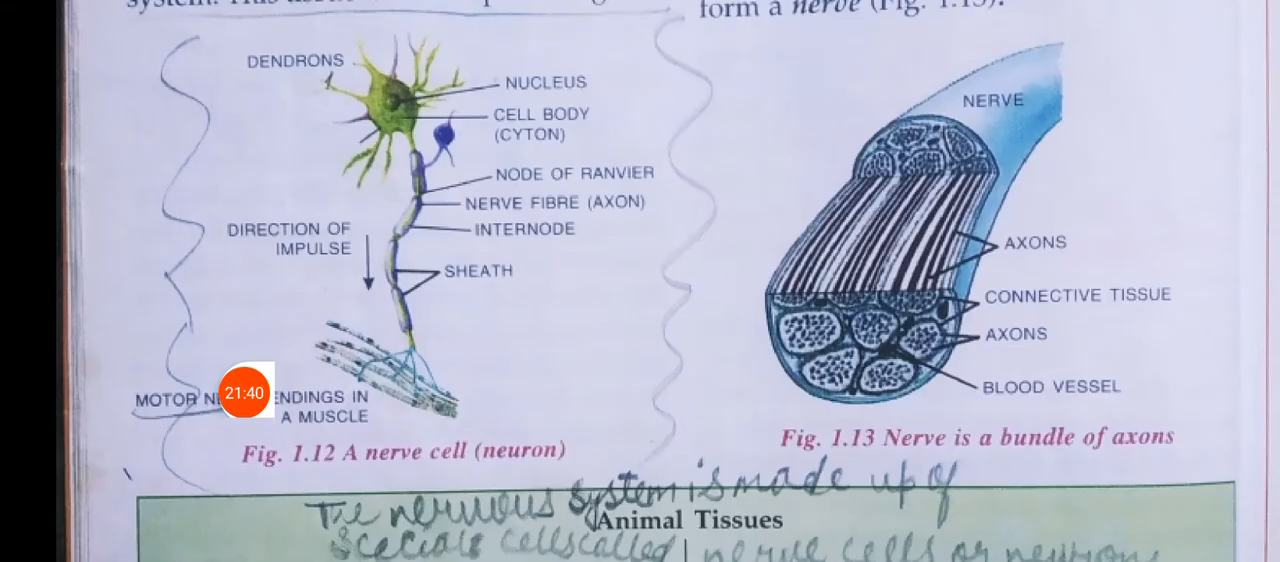 form a nerve (Fig. 1.13).
DENDRONS
NUCLEUS
CELL BODY
(CYTON)
NODE OF RANVIER
NERVE FIBRE (AXON)
INTERNODE
DIRECTION OF
IMPULSE
SHEATH
MOTOR ENDINGS IN
A MUSCLE
21:40
Fig. 1.12 A nerve cell (neuron)
NERVE
AXONS
CONNECTIVE TISSUE
AXONS
BLOOD VESSEL
Fig. 1.13 Nerve is a bundle of axons
The nervous system is made up of
Animal Tissues
cells called nerve cells or neurons